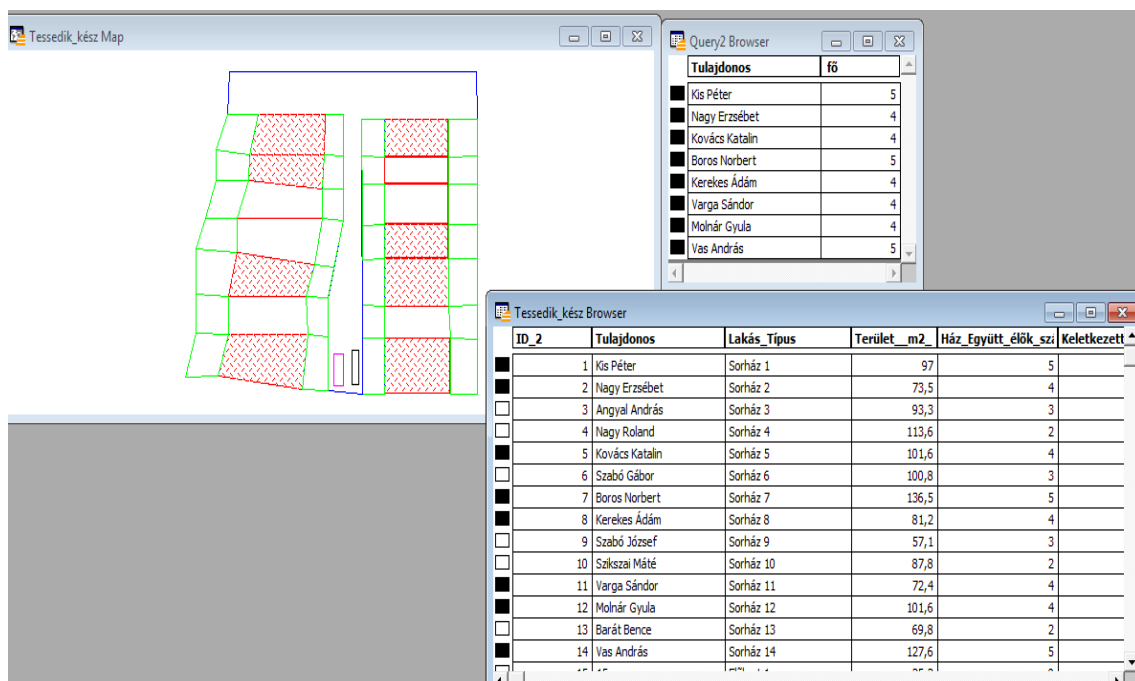 Tessedik_kész Map
Query2 Browser
Tulajdonos fő
Kis Péter 5
Nagy Erzsébet 4
Kovács Katalin 4
Boros Norbert 5
Kerekes Ádám 4
Varga Sándor 4
Molnár Gyula 4
Vas András 5
Tessedik_kész Browser
ID_2 Tulajdonos Lakás_Típus Terület__m2_ Ház_Együtt_élők_szá Keletkezett
1 Kis Péter Sorház 1 97 5
2 Nagy Erzsébet Sorház 2 73,5 4
3 Angyal András Sorház 3 93,3 3
4 Nagy Roland Sorház 4 113,6 2
5 Kovács Katalin Sorház 5 101,6 4
6 Szabó Gábor Sorház 6 100,8 3
7 Boros Norbert Sorház 7 136,5 5
8 Kerekes Ádám Sorház 8 81,2 4
9 Szabó József Sorház 9 57,1 3
10 Szikszai Máté Sorház 10 87,8 2
11 Varga Sándor Sorház 11 72,4 4
12 Molnár Gyula Sorház 12 101,6 4
13 Barát Bence Sorház 13 69,8 2
14 Vas András Sorház 14 127,6 5